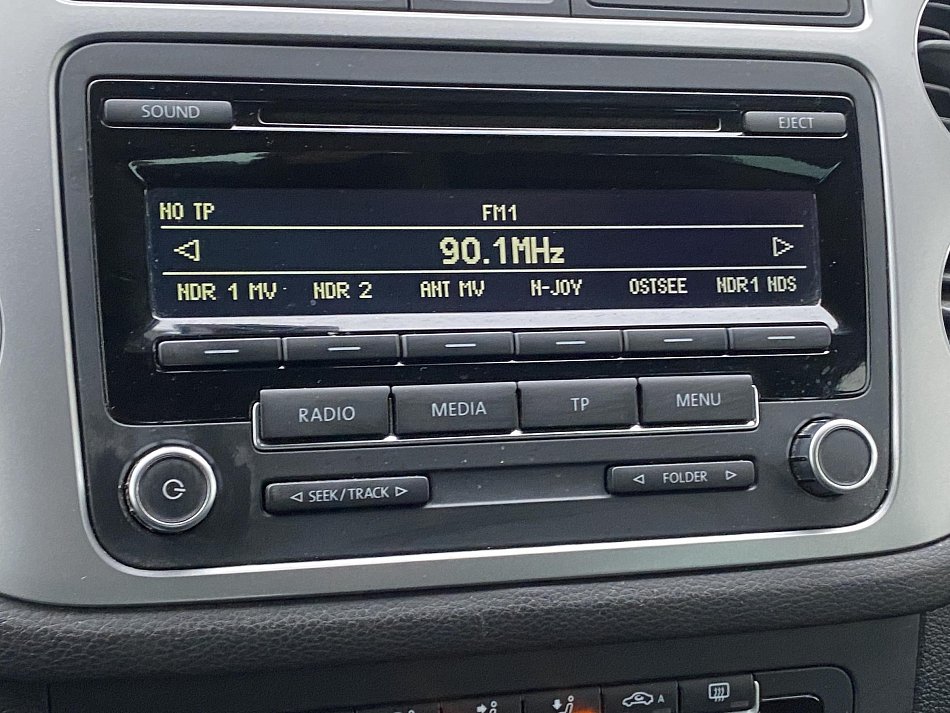 SOUND EJECT
NO TP FM1
90.1MHz
NDR 1 MV NDR 2 ANT MV N-JOY OSTSEE NDR1 NDS
RADIO MEDIA TP MENU
SEEK/TRACK FOLDER
A